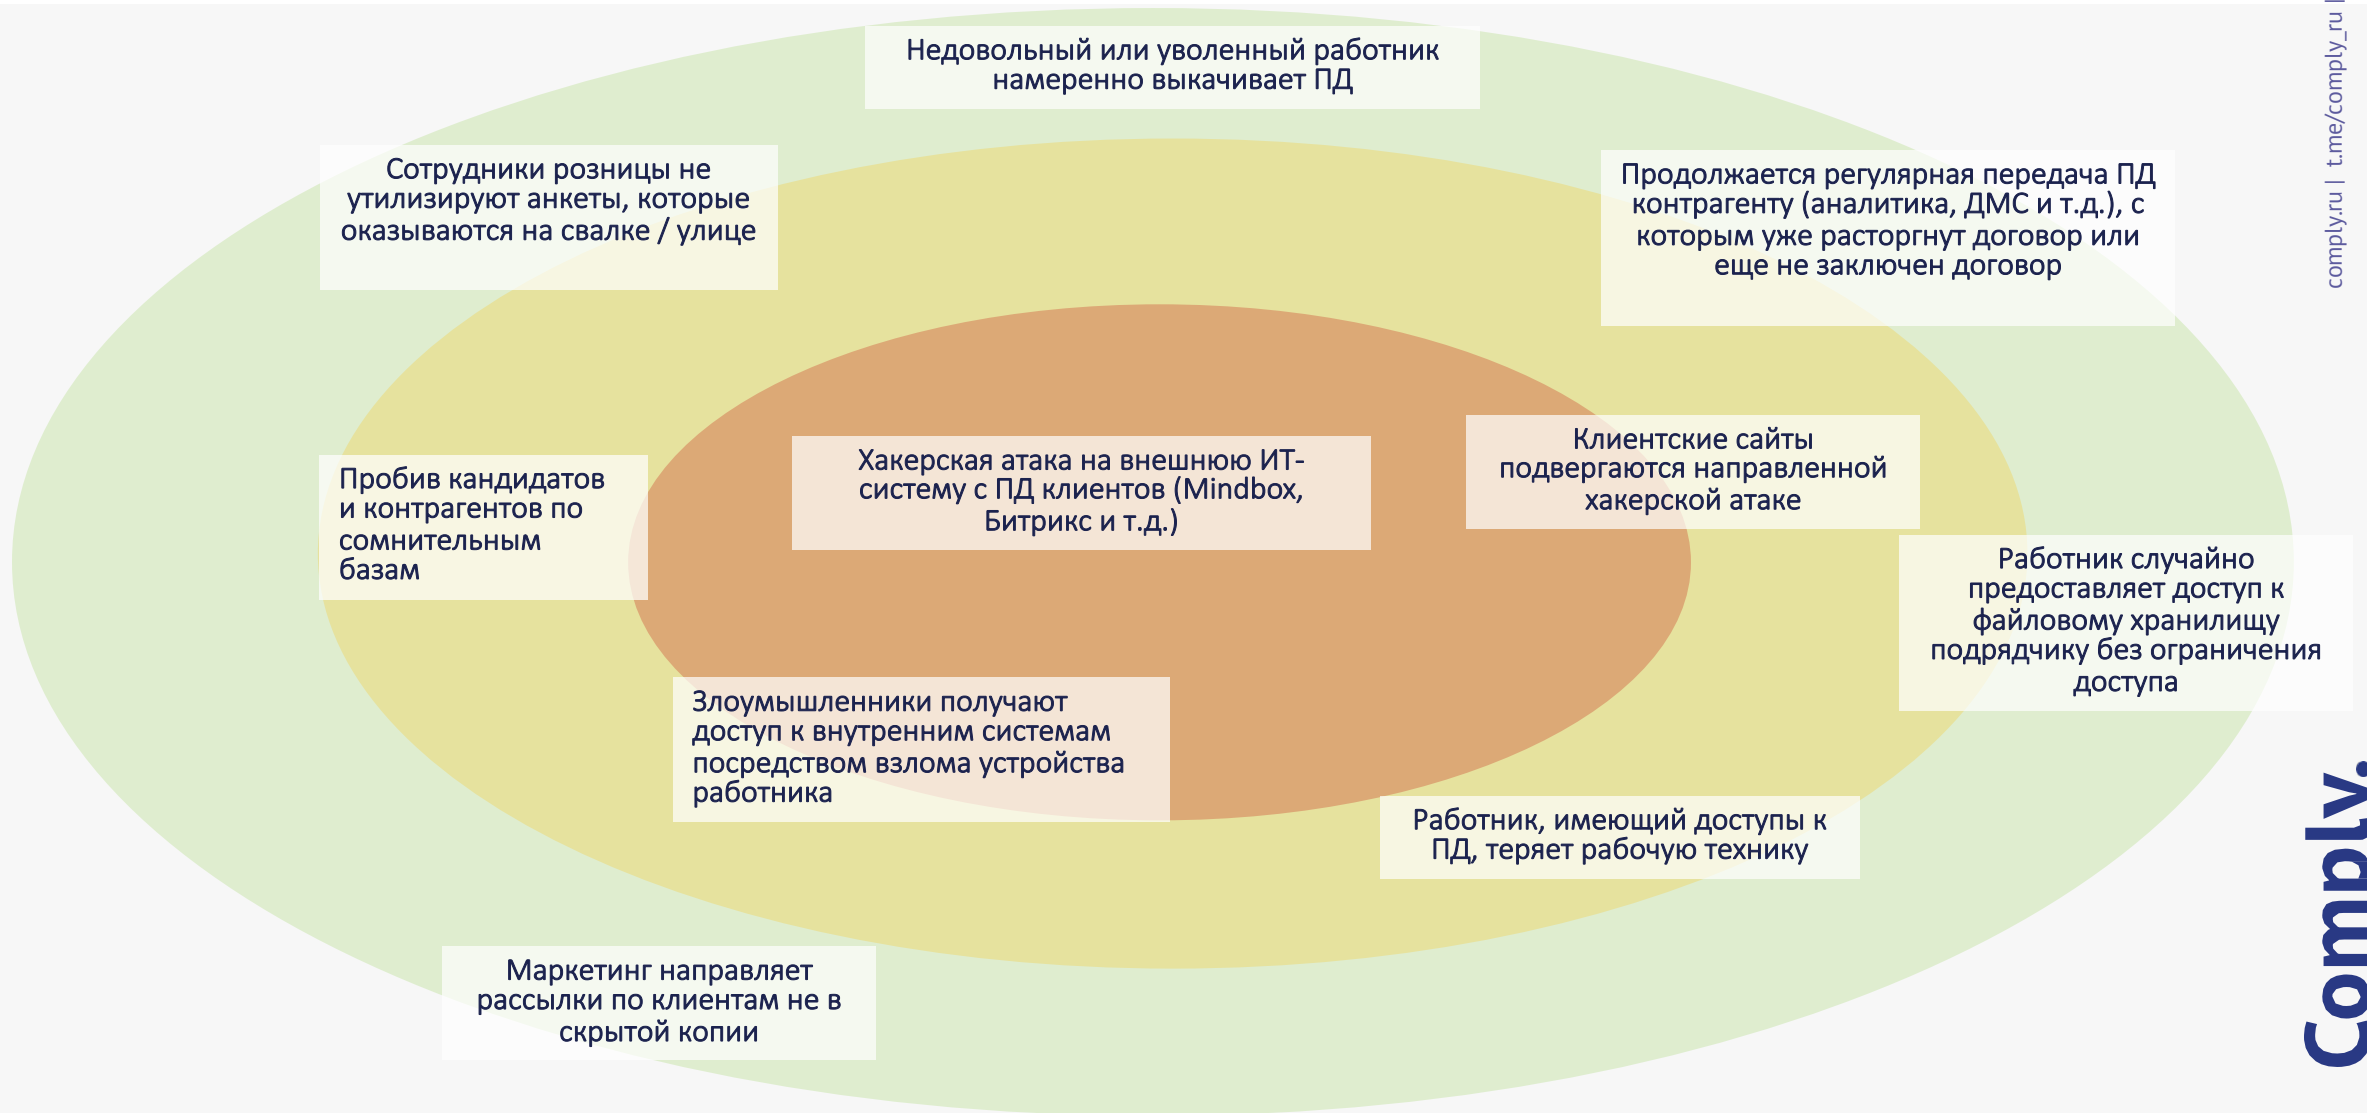 Недовольный или уволенный работник
намеренно выкачивает ПД
Сотрудники розницы не
утилизируют анкеты, которые
оказываются на свалке / улице
Продолжается регулярная передача ПД
контрагенту (аналитика, ДМС и т.д.), с
которым уже расторгнут договор или
еще не заключен договор
Пробив кандидатов
и контрагентов по
сомнительным
базам
Хакерская атака на внешнюю ИТ-
систему с ПД клиентов (Mindbox,
Битрикс и т.д.)
Клиентские сайты
подвергаются направленной
хакерской атаке
Работник случайно
предоставляет доступ к
файловому хранилищу
подрядчику без ограничения
доступа
Злоумышленники получают
доступ к внутренним системам
посредством взлома устройства
работника
Работник, имеющий доступы к
ПД, теряет рабочую технику
Маркетинг направляет
рассылки по клиентам не в
скрытой копии
comply.ru | t.me/comply_ru |
Comply.